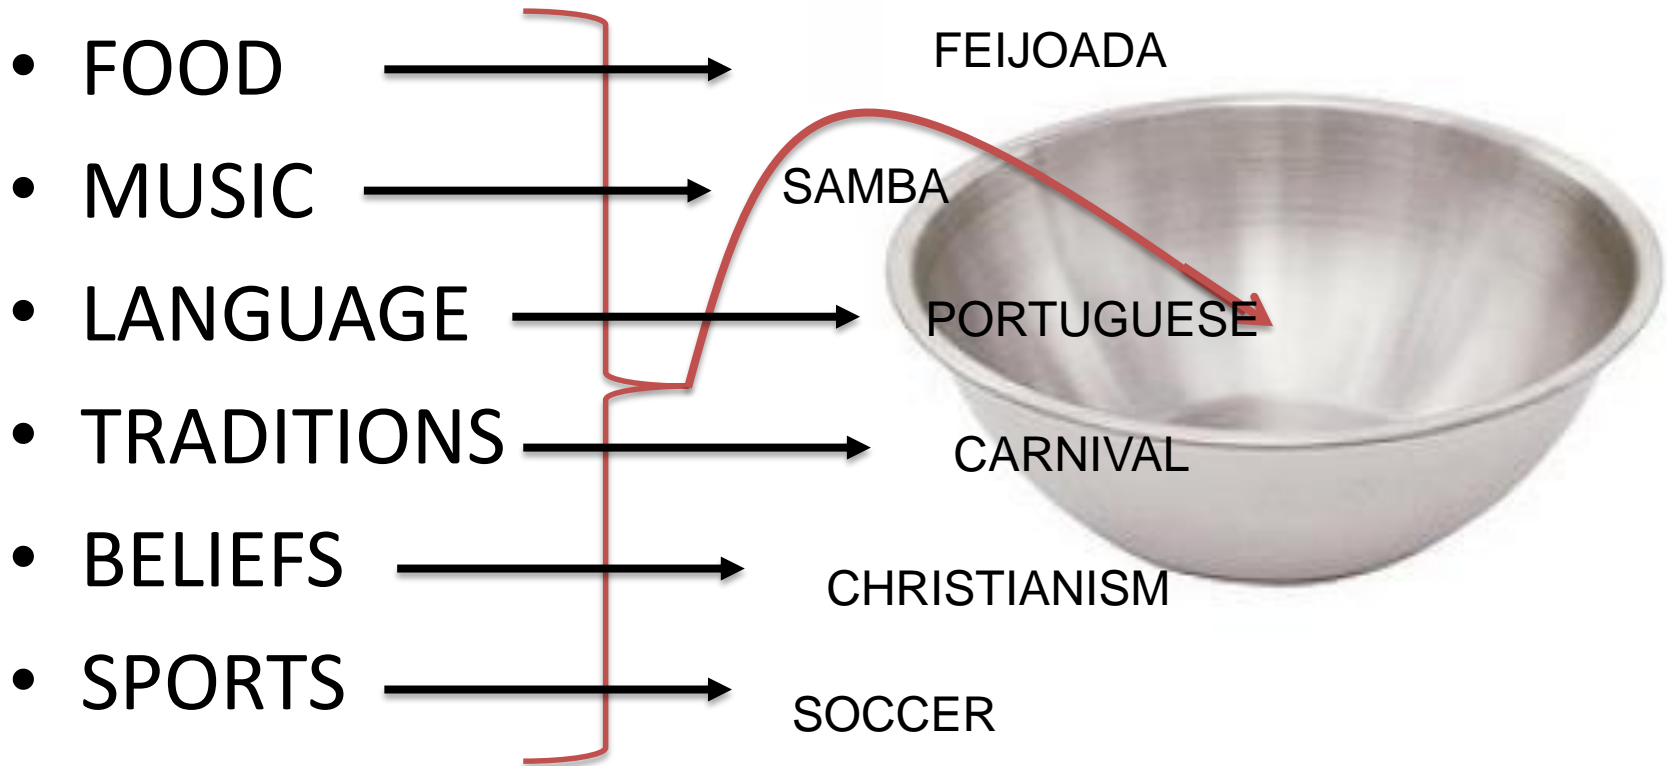 • FOOD FEIJOADA
• MUSIC SAMBA
• LANGUAGE PORTUGUESE
• TRADITIONS CARNIVAL
• BELIEFS CHRISTIANISM
• SPORTS SOCCER